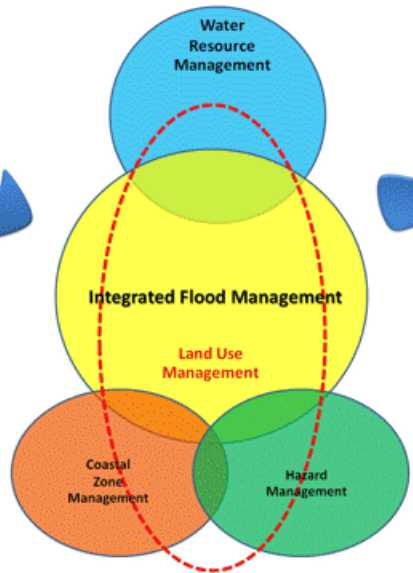 Water
Resource
Management
Integrated Flood Management
Land Use
Management
Coastal
Zone
Management
Hazard
Management